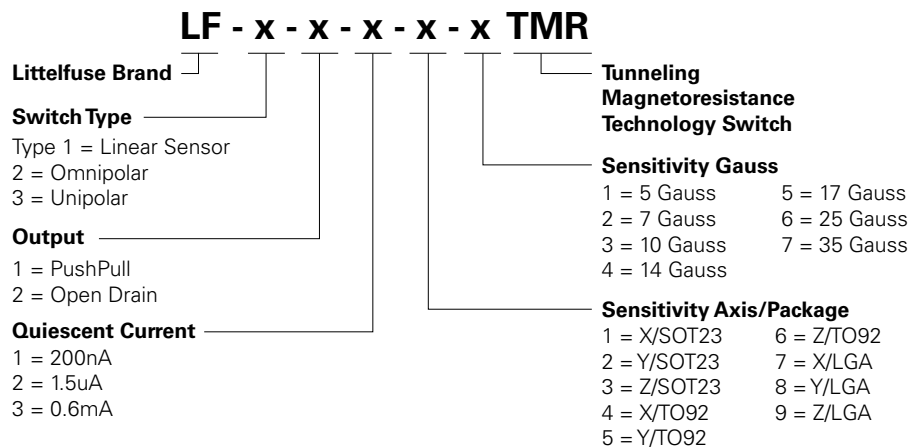 LF - x - x - x - x - x TMR
Littelfuse Brand
Switch Type
Type 1 = Linear Sensor
2 = Omnipolar
3 = Unipolar
Output
1 = PushPull
2 = Open Drain
Quiescent Current
1 = 200nA
2 = 1.5uA
3 = 0.6mA
Tunneling
Magnetoresistance
Technology Switch
Sensitivity Gauss
1 = 5 Gauss
2 = 7 Gauss
3 = 10 Gauss
4 = 14 Gauss
5 = 17 Gauss
6 = 25 Gauss
7 = 35 Gauss
Sensitivity Axis/Package
1 = X/SOT23
2 = Y/SOT23
3 = Z/SOT23
4 = X/TO92
5 = Y/TO92
6 = Z/TO92
7 = X/LGA
8 = Y/LGA
9 = Z/LGA